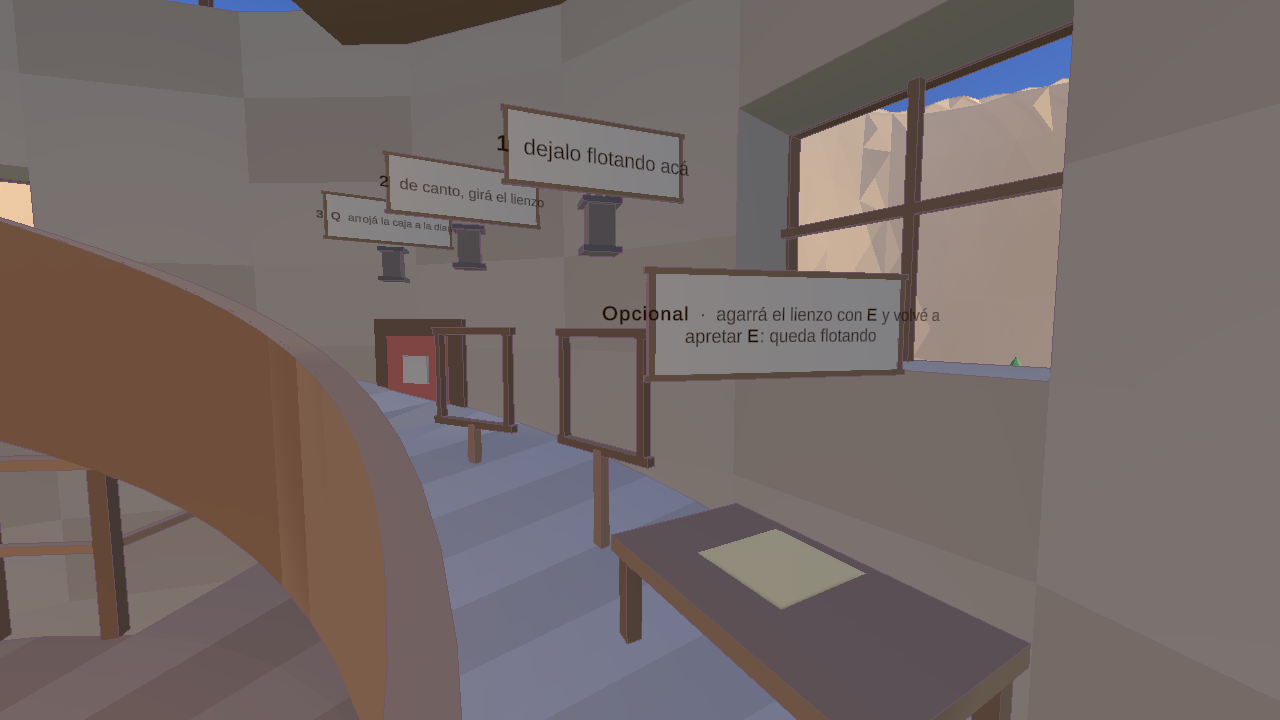 1 dejalo flotando acá
2 de canto, girá el lienzo
3 Q arrojá la caja a la
Opcional · agarrá el lienzo con E y volvé a
apretar E: queda flotando